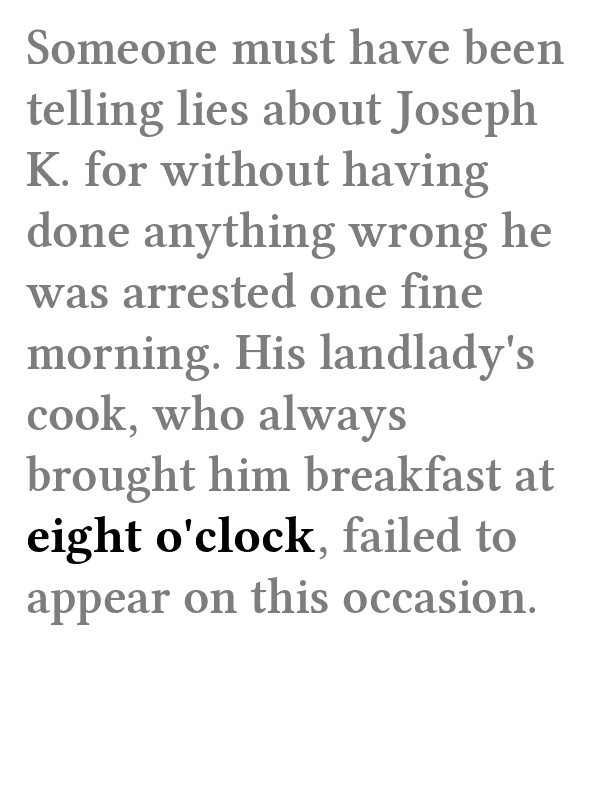 Someone must have been
telling lies about Joseph
K. for without having
done anything wrong he
was arrested one fine
morning. His landlady's
cook, who always
brought him breakfast at
eight o'clock, failed to
appear on this occasion.